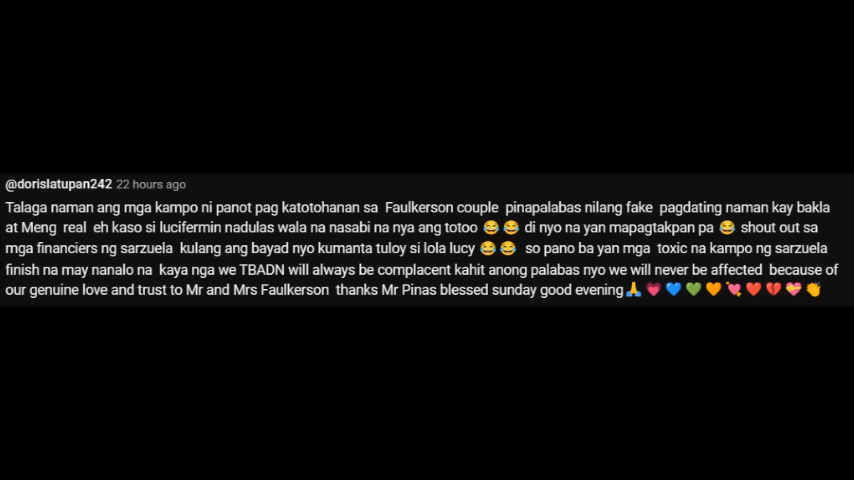 @dorislatupan242 22 hours ago
Talaga naman ang mga kampo ni panot pag katotohanan sa Faulkerson couple pinapalabas nilang fake pagdating naman kay bakla
at Meng real eh kaso si lucifermin nadulas wala na nasabi na nya ang totoo 😂😂 di nyo na yan mapagtakpan pa 😂 shout out sa
mga financiers ng sarzuela kulang ang bayad nyo kumanta tuloy si lola lucy 😂😂 so pano ba yan mga toxic na kampo ng sarzuela
finish na may nanalo na kaya nga we TBADN will always be complacent kahit anong palabas nyo we will never be affected because of
our genuine love and trust to Mr and Mrs Faulkerson thanks Mr Pinas blessed sunday good evening🙏💗💙💚🧡💘❤️💔💝👏